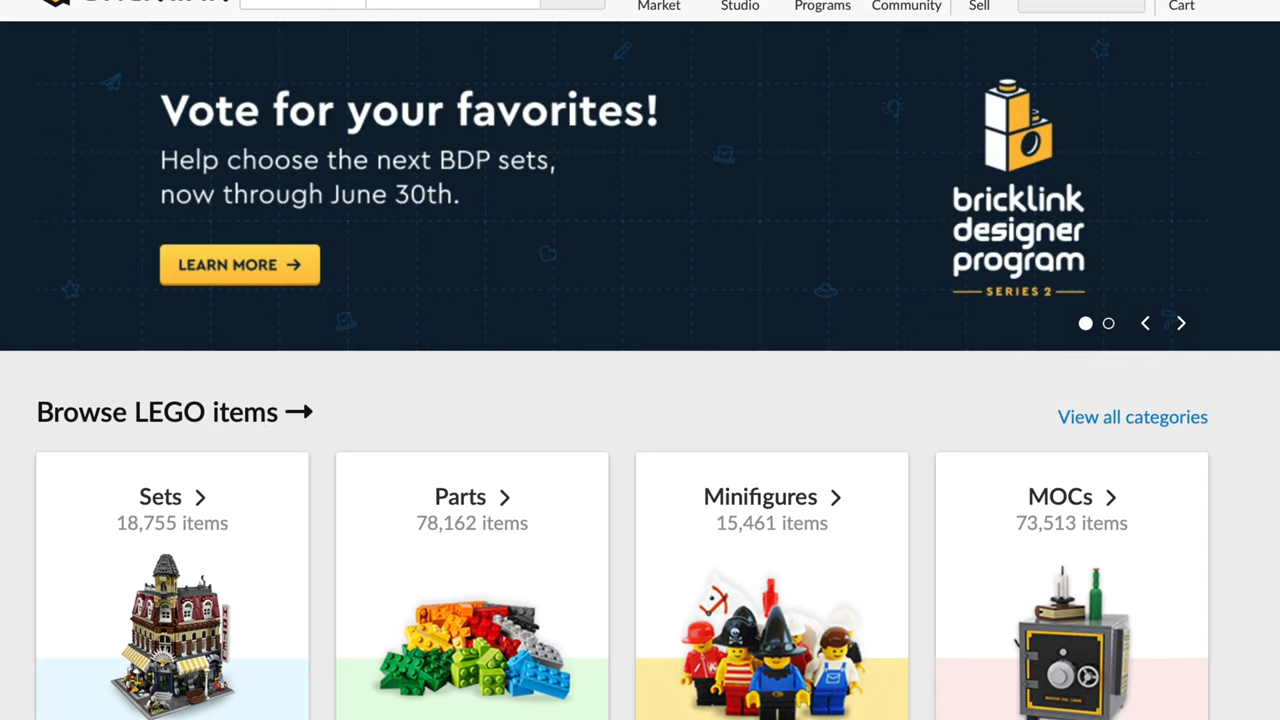 Market Studio Programs Community Sell Cart
Vote for your favorites!
Help choose the next BDP sets,
now through June 30th.
LEARN MORE
bricklink
designer
program
SERIES 2
Browse LEGO items
View all categories
Sets
18,755 items
Parts
78,162 items
Minifigures
15,461 items
MOCs
73,513 items